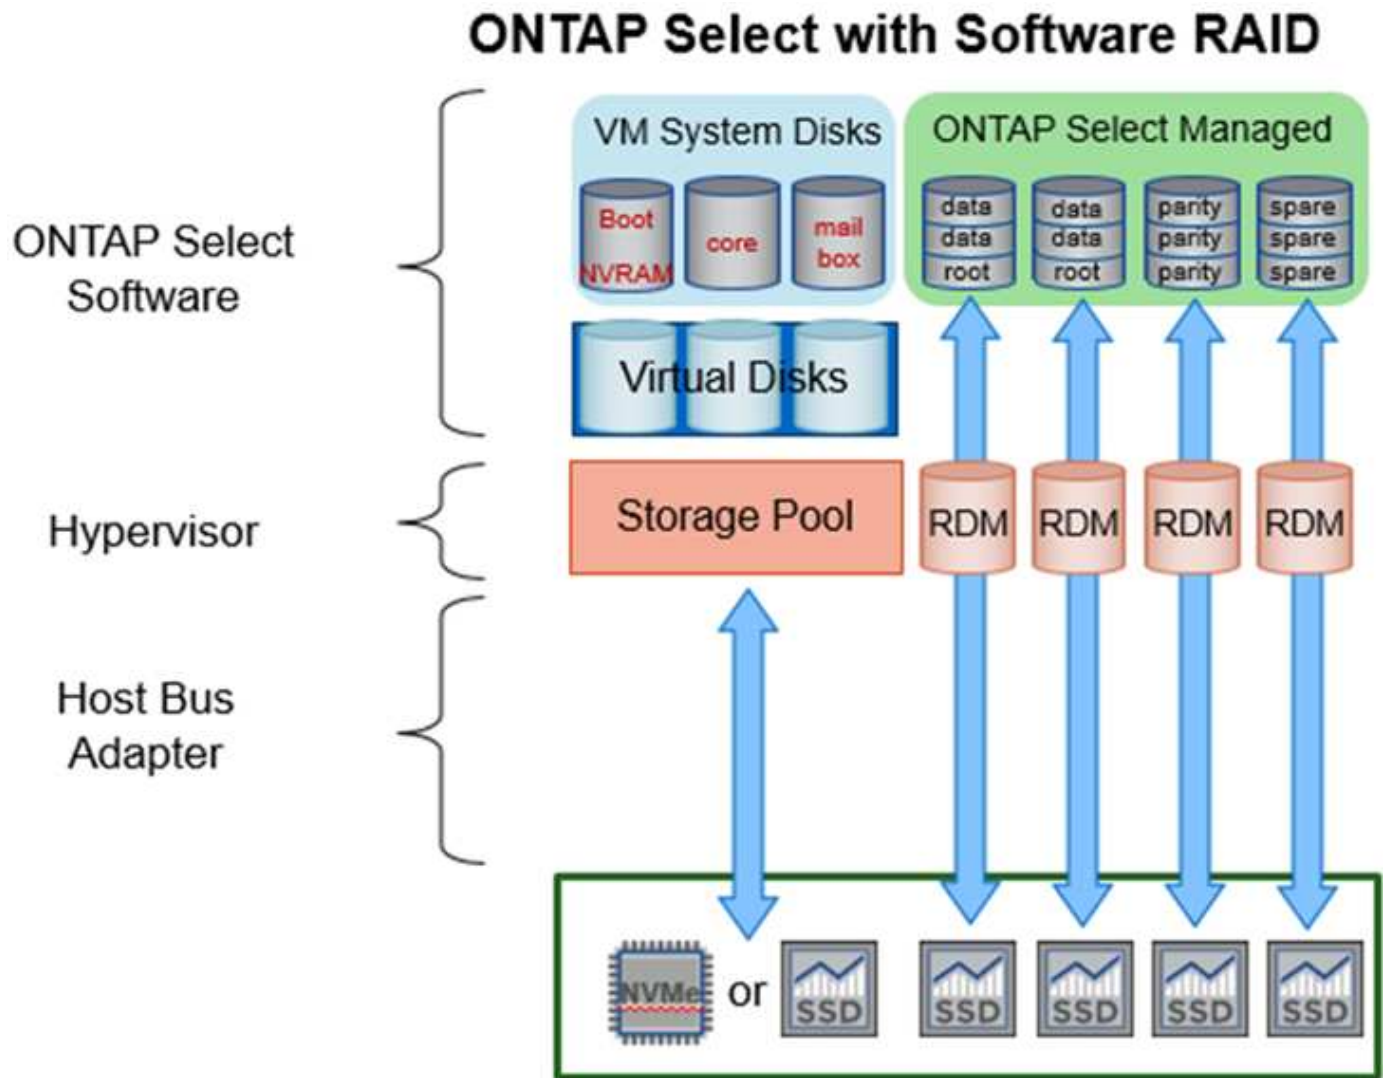 ONTAP Select with Software RAID
ONTAP Select
Software
VM System Disks
Boot
NVRAM
core
mail
box
ONTAP Select Managed
data
data
root
data
data
root
parity
parity
parity
spare
spare
spare
Virtual Disks
Hypervisor
Storage Pool
RDM
RDM
RDM
RDM
Host Bus
Adapter
NVMe
or
SSD
SSD
SSD
SSD
SSD